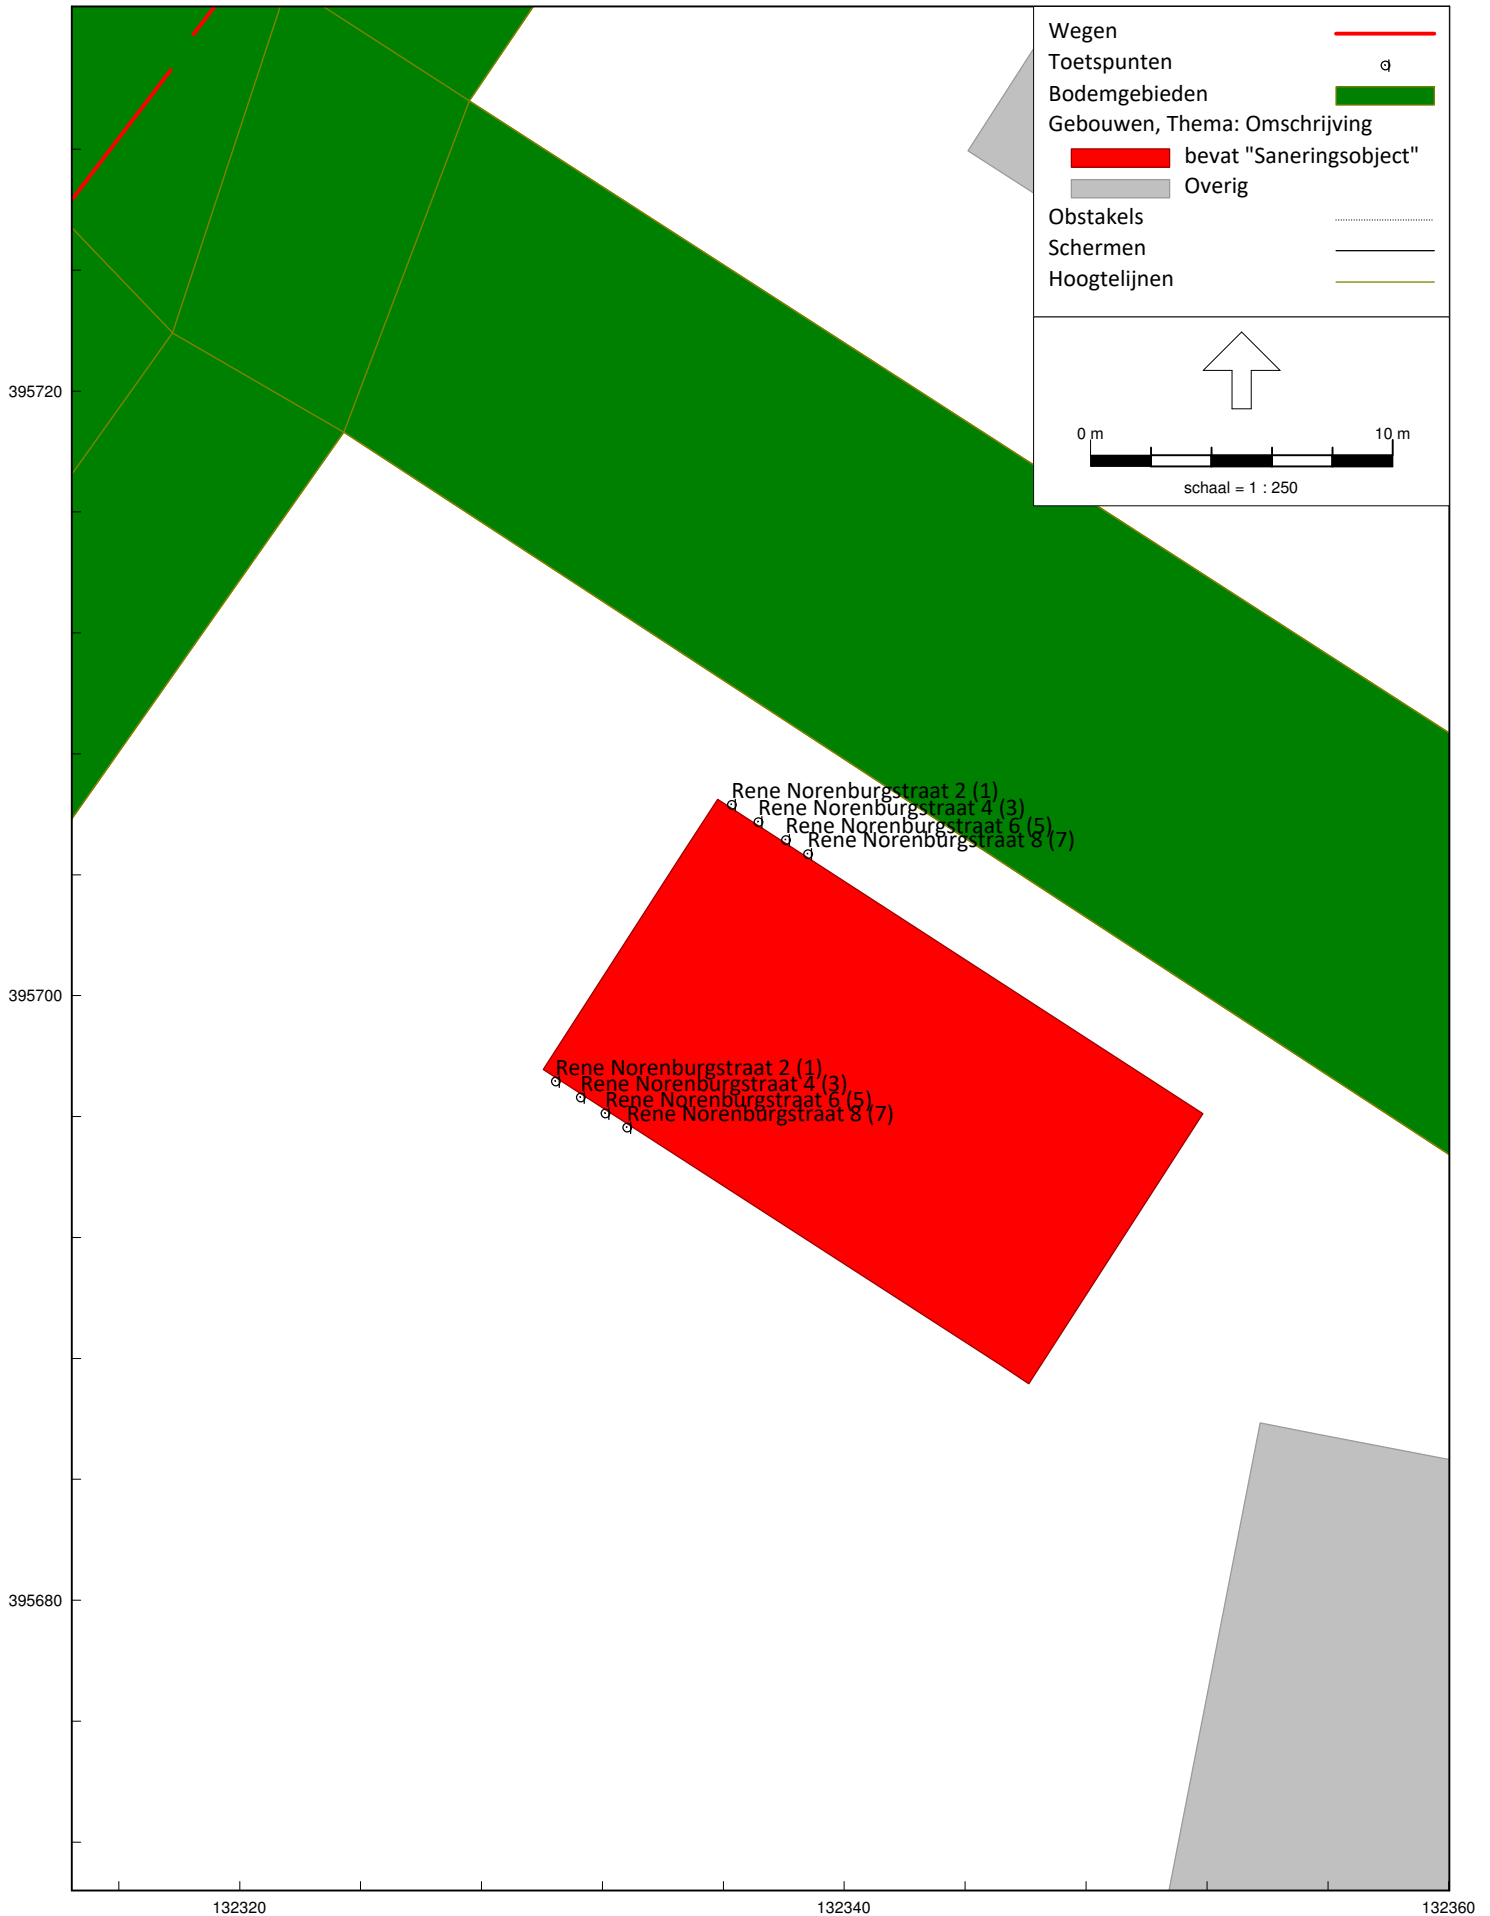 Wegen
Toetspunten
Bodemgebieden
Gebouwen, Thema: Omschrijving
bevat "Saneringsobject"
Overig
Obstakels
Schermen
Hoogtelijnen
0 m 10 m
schaal = 1 : 250
395720
Rene Norenburgstraat 2 (1)
Rene Norenburgstraat 4 (3)
Rene Norenburgstraat 6 (5)
Rene Norenburgstraat 8 (7)
395700
Rene Norenburgstraat 2 (1)
Rene Norenburgstraat 4 (3)
Rene Norenburgstraat 6 (5)
Rene Norenburgstraat 8 (7)
395680
132320 132340 132360